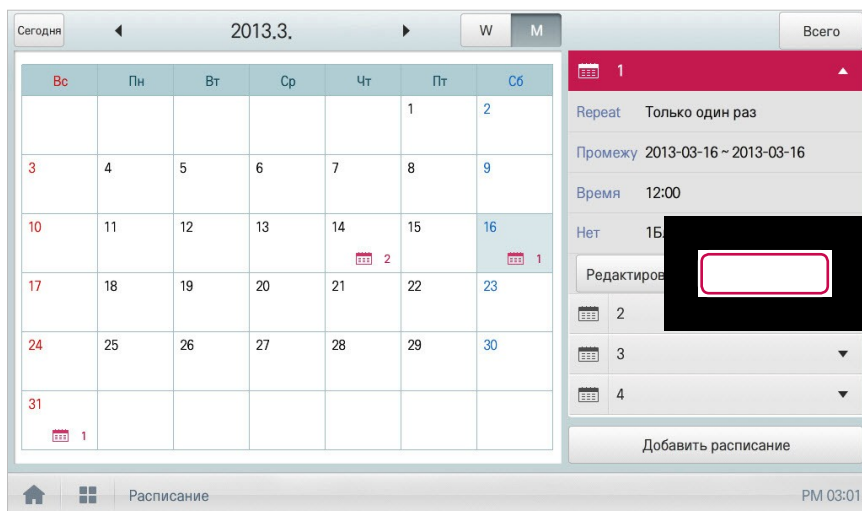 Сегодня 2013.3. W M Всего
Вс Пн Вт Ср Чт Пт Сб
1 2
3 4 5 6 7 8 9
10 11 12 13 14 15 16
2 1
17 18 19 20 21 22 23
24 25 26 27 28 29 30
31
1
1
Repeat Только один раз
Промежу 2013-03-16 ~ 2013-03-16
Время 12:00
Нет
2
3
4
Добавить расписание
Расписание PM 03:01